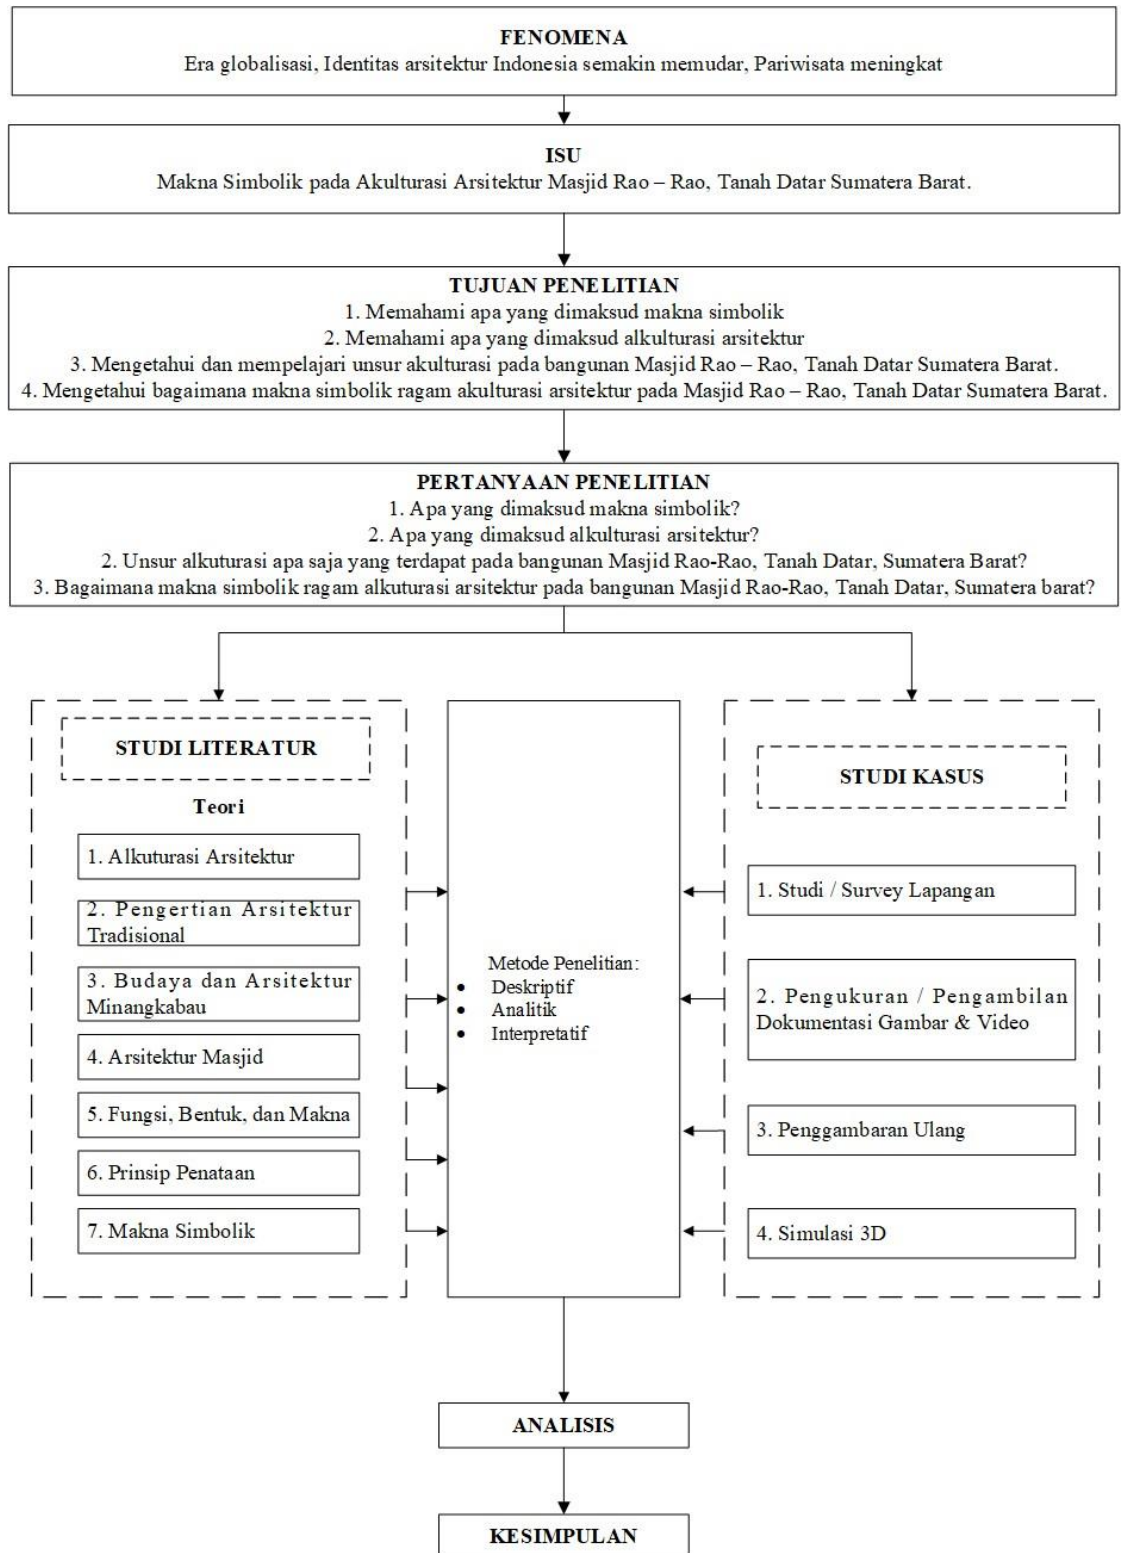 FENOMENA
Era globalisasi, Identitas arsitektur Indonesia semakin memudar, Pariwisata meningkat
ISU
Makna Simbolik pada Akulturasi Arsitektur Masjid Rao – Rao, Tanah Datar Sumatera Barat.
TUJUAN PENELITIAN
1. Memahami apa yang dimaksud makna simbolik
2. Memahami apa yang dimaksud alkulturasi arsitektur
3. Mengetahui dan mempelajari unsur akulturasi pada bangunan Masjid Rao – Rao, Tanah Datar Sumatera Barat.
4. Mengetahui bagaimana makna simbolik ragam akulturasi arsitektur pada Masjid Rao – Rao, Tanah Datar Sumatera Barat.
PERTANYAAN PENELITIAN
1. Apa yang dimaksud makna simbolik?
2. Apa yang dimaksud alkulturasi arsitektur?
2. Unsur alkuturasi apa saja yang terdapat pada bangunan Masjid Rao-Rao, Tanah Datar, Sumatera Barat?
3. Bagaimana makna simbolik ragam alkuturasi arsitektur pada bangunan Masjid Rao-Rao, Tanah Datar, Sumatera barat?
STUDI LITERATUR
Teori
1. Alkuturasi Arsitektur
2. Pengertian Arsitektur
Tradisional
3. Budaya dan Arsitektur
Minangkabau
4. Arsitektur Masjid
5. Fungsi, Bentuk, dan Makna
6. Prinsip Penataan
7. Makna Simbolik
Metode Penelitian:
• Deskriptif
• Analitik
• Interpretatif
STUDI KASUS
1. Studi / Survey Lapangan
2. Pengukuran / Pengambilan
Dokumentasi Gambar & Video
3. Penggambaran Ulang
4. Simulasi 3D
ANALISIS
KESIMPULAN